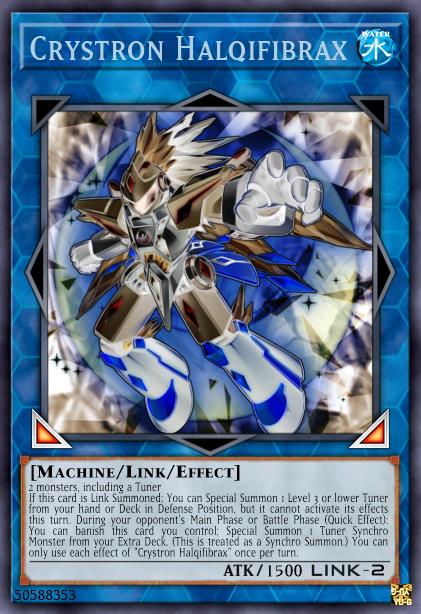 CRYSTRON HALQIFIBRAX
WATER
水
[MACHINE/LINK/EFFECT]
2 monsters, including a Tuner
If this card is Link Summoned: You can Special Summon 1 Level 3 or lower Tuner
from your hand or Deck in Defense Position, but it cannot activate its effects
this turn. During your opponent's Main Phase or Battle Phase (Quick Effect):
You can banish this card you control; Special Summon 1 Tuner Synchro
Monster from your Extra Deck. (This is treated as a Synchro Summon.) You can
only use each effect of "Crystron Halqifibrax" once per turn.
ATK/1500 LINK-2
50588353